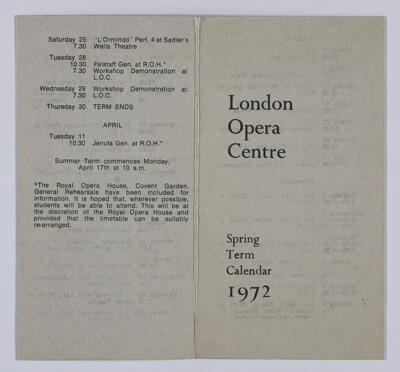 Saturday 25 "L'Ormindo" Perf. 4 at Sadler's
7.30 Wells Theatre
Tuesday 28
10.30 Falstaff Gen. at R.O.H.*
7.30 Workshop Demonstration at
L.O.C.
Wednesday 29 Workshop Demonstration at
7.30 L.O.C.
Thursday 30 TERM ENDS
APRIL
Tuesday 11
10.30 Jenufa Gen. at R.O.H.*
Summer Term commences Monday,
April 17th at 10 a.m.
*The Royal Opera House, Covent Garden,
General Rehearsals have been included for
information. It is hoped that, wherever possible,
students will be able to attend. This will be at
the discretion of the Royal Opera House and
provided that the timetable can be suitably
re-arranged.
London
Opera
Centre
Spring
Term
Calendar
1972